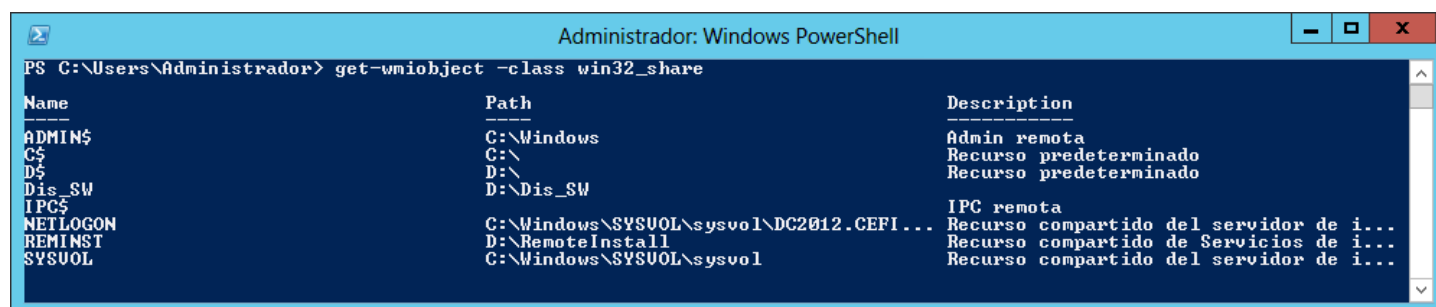 Administrador: Windows PowerShell
PS C:\Users\Administrador> get-wmiobject -class win32_share
Name Path Description
---- ---- -----------
ADMIN$ C:\Windows Admin remota
C$ C:\ Recurso predeterminado
D$ D:\ Recurso predeterminado
Dis_SW D:\Dis_SW
IPC$ IPC remota
NETLOGON C:\Windows\SYSVOL\sysvol\DC2012.CEFI... Recurso compartido del servidor de i...
REMINST D:\RemoteInstall Recurso compartido de Servicios de i...
SYSVOL C:\Windows\SYSVOL\sysvol Recurso compartido del servidor de i...